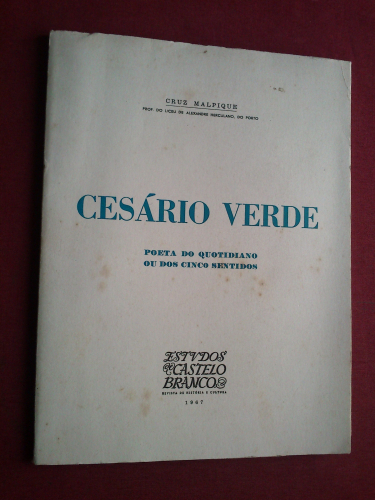 CRUZ MALPIQUE
PROF. DO LICEU DE ALEXANDRE HERCULANO, DO PORTO
CESÁRIO VERDE
POETA DO QUOTIDIANO
OU DOS CINCO SENTIDOS
ESTVDOS
DE CASTELO
BRANCO
REVISTA DE HISTÓRIA E CULTURA
1967